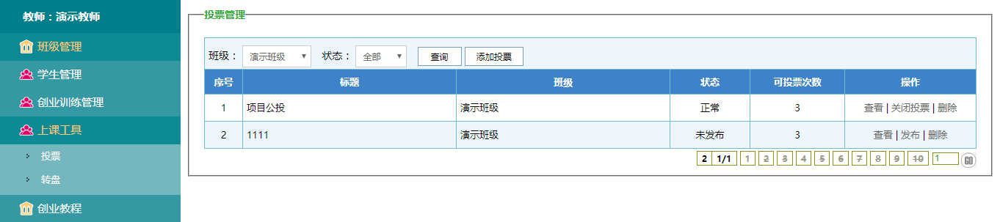 教师：演示教师
班级管理
学生管理
创业训练管理
上课工具
投票
转盘
创业教程
投票管理
班级： 演示班级 状态： 全部 查询 添加投票
序号 标题 班级 状态 可投票次数 操作
1 项目公投 演示班级 正常 3 查看 | 关闭投票 | 删除
2 1111 演示班级 未发布 3 查看 | 发布 | 删除
2 1/1 1 2 3 4 5 6 7 8 9 10 1 GO